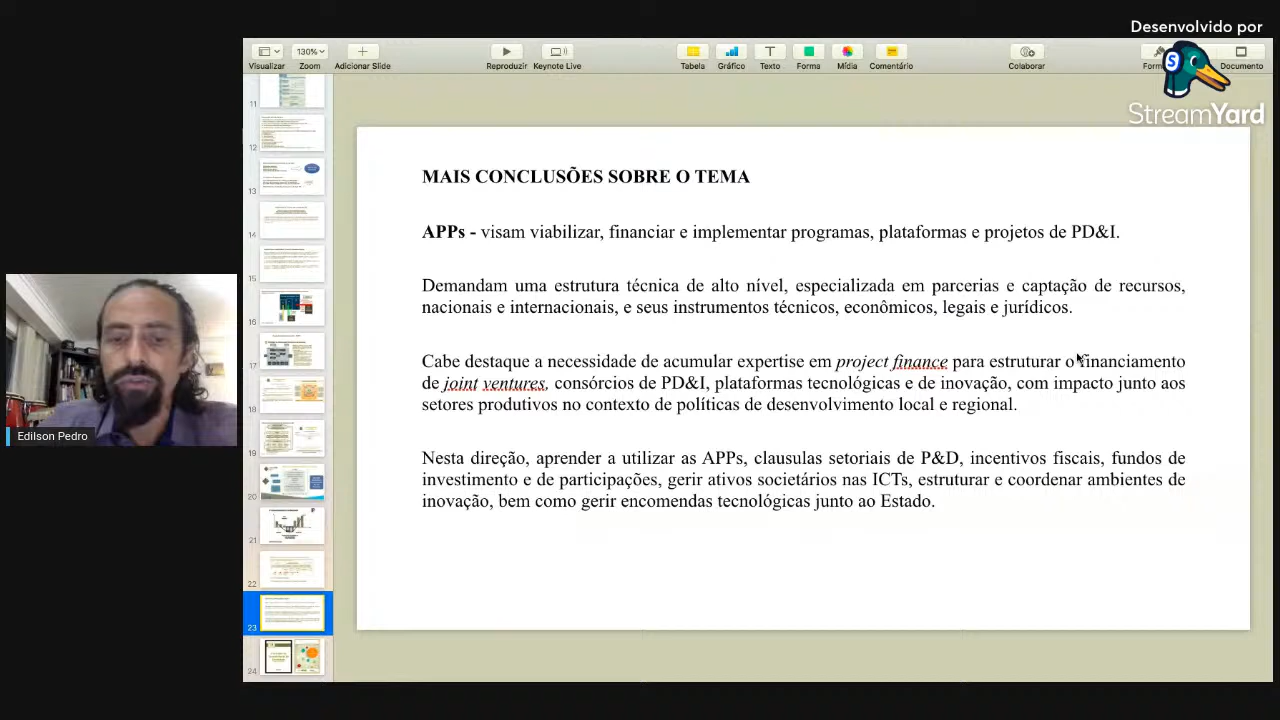 Desenvolvido por
StreamYard
130%
Visualizar
Zoom
Adicionar Slide
Reproduzir
Keynote Live
Tabela
Gráfico
Texto
Forma
Mídia
Comentário
Colaborar
Documento
11
12
13
14
15
16
17
18
19
20
21
22
23
24
MAIS CONCLUSÕES SOBRE O TEMA
APPs - visam viabilizar, financiar e implementar programas, plataformas e projetos de PD&I.
Demandam uma estrutura técnica de alto nível, especializada em parcerias e captação de recursos,
nacionais e internacionais, e seus instrumentos técnicos, econômicos, legais e jurídicos.
Cabe destaque a necessidade de acumular expertise em project finance para estruturar o financiamento
de joint ventures, consórcios de PD&I e plataformas tecnológicas e de inovação, com impacto junto aos
setores produtivos no contexto de políticas de desenvolvimento local e regional.
Nesta direção, aprender a utilizar as APPs, clausulas setoriais de P&D, incentivos fiscais, fundos de
investimento e de participações, gerir ativos societários nas ICTs, estruturar e coordenar ambientes de
inovação, bem como gerir encomendas tecnológicas junto ao Estado.
Edilson Pedro